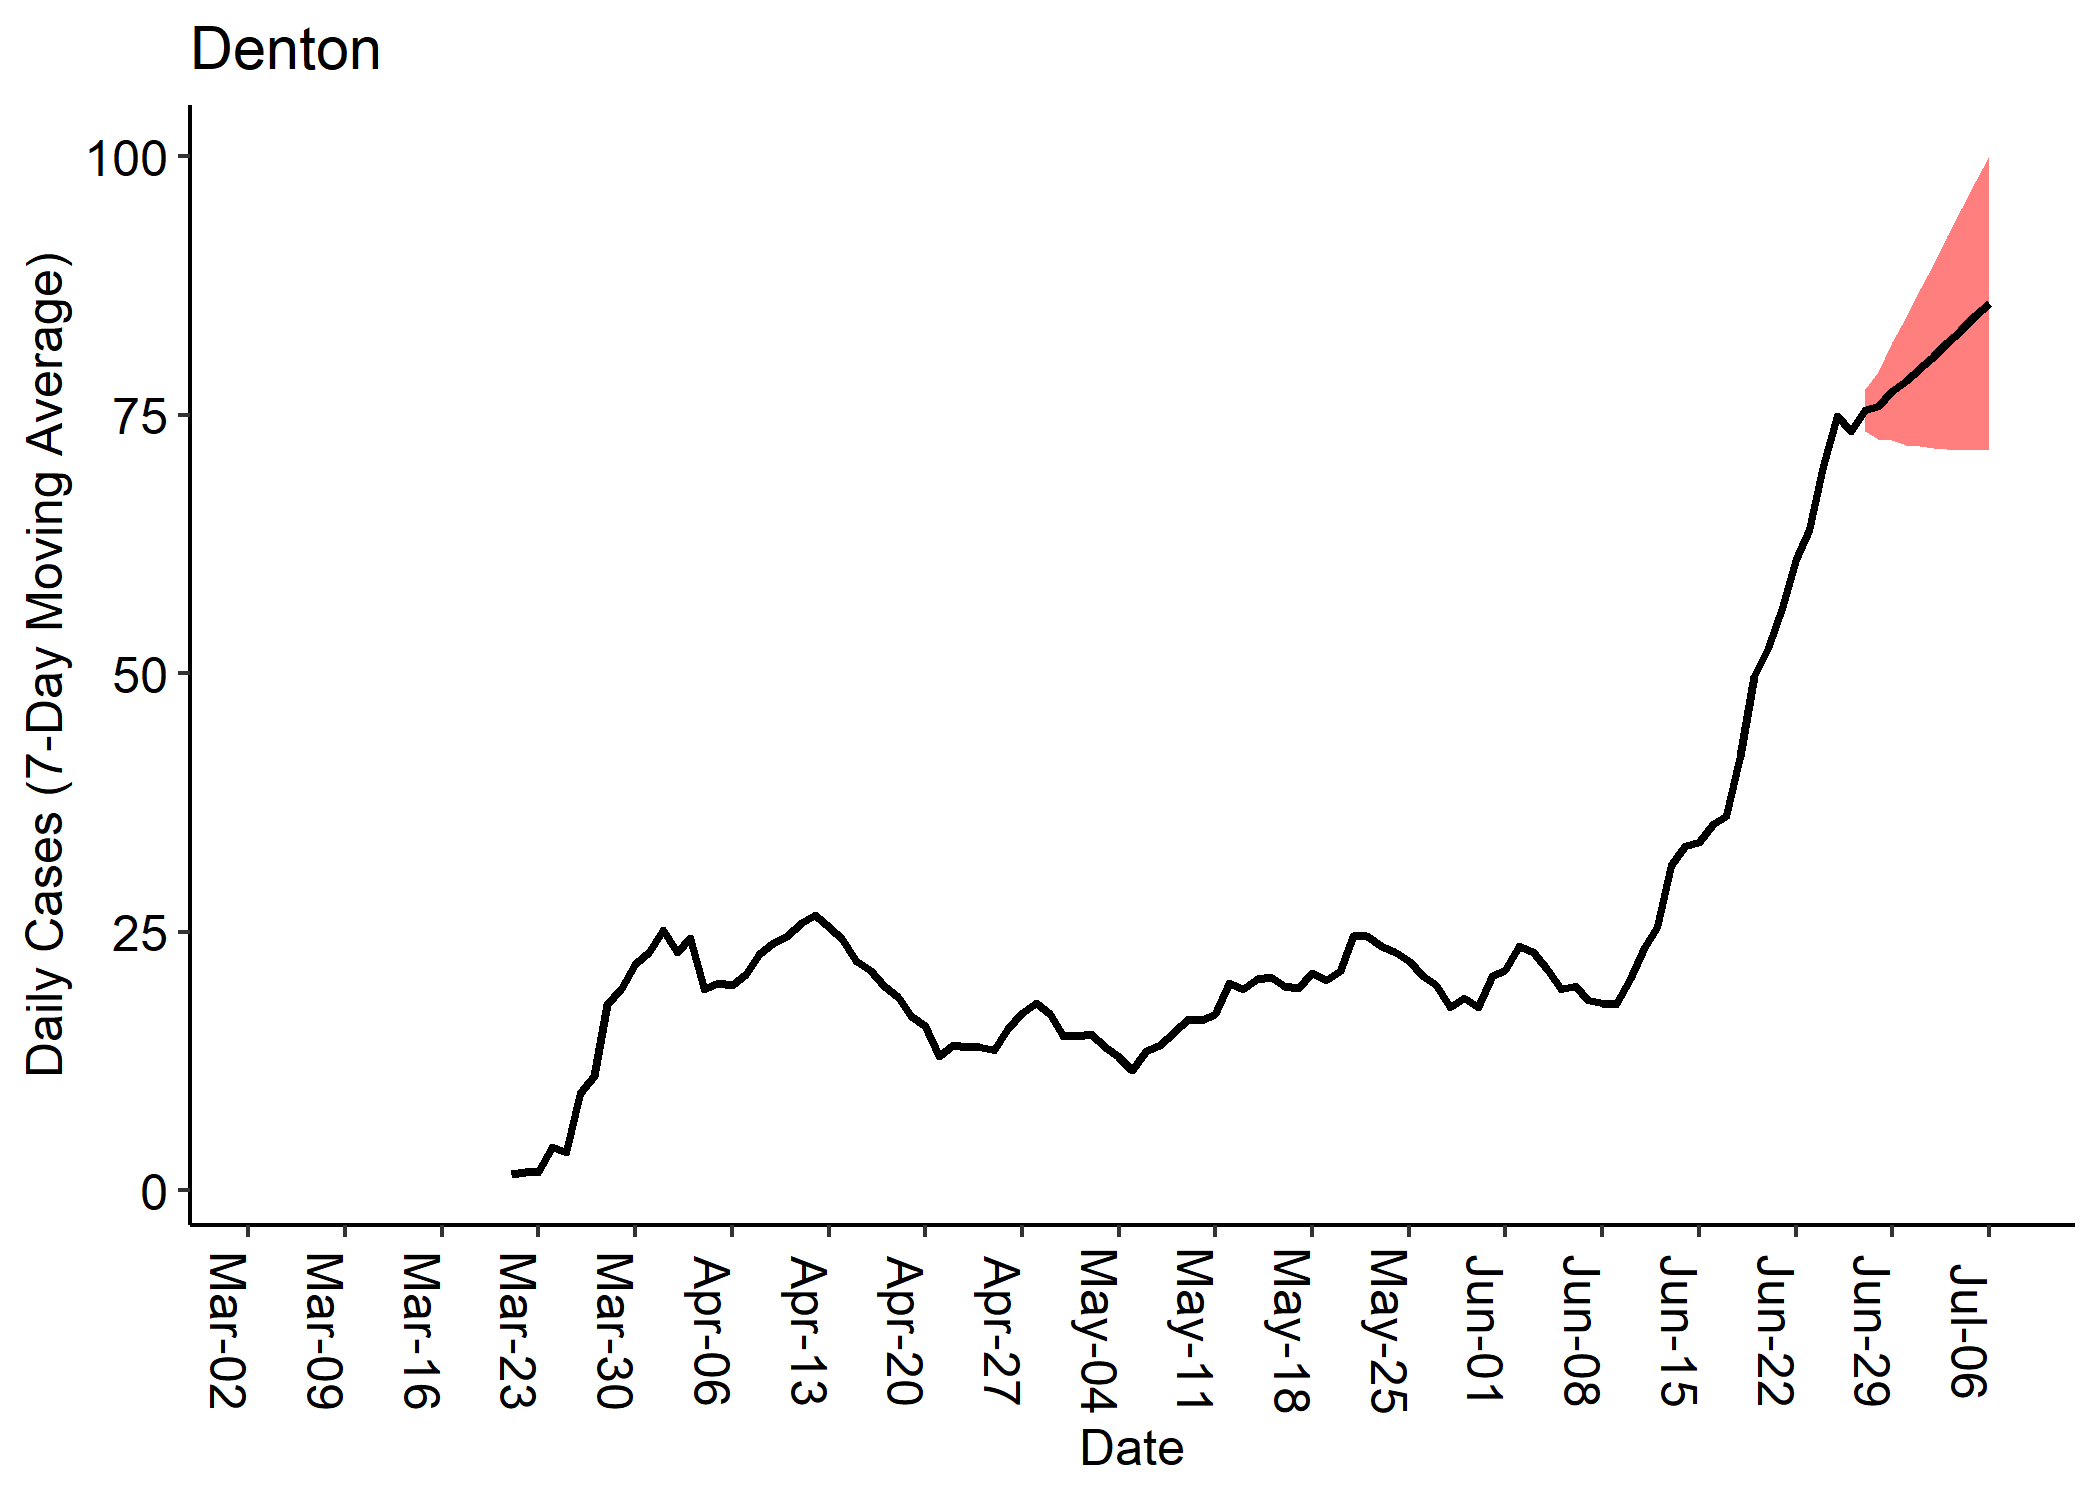 Denton
Daily Cases (7-Day Moving Average)
100
75
50
25
0
Mar-02
Mar-09
Mar-16
Mar-23
Mar-30
Apr-06
Apr-13
Apr-20
Apr-27
May-04
May-11
May-18
May-25
Jun-01
Jun-08
Jun-15
Jun-22
Jun-29
Jul-06
Date